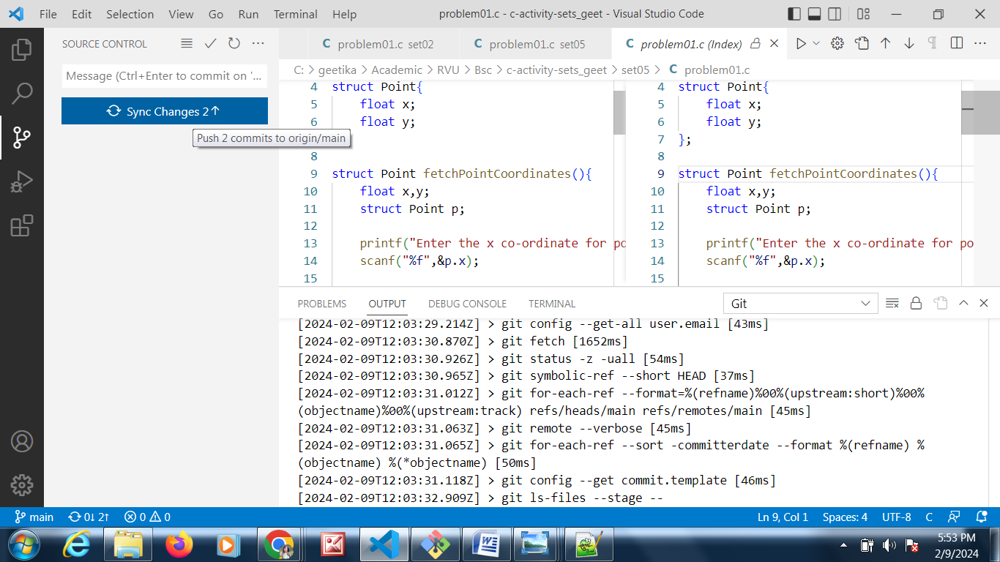 File Edit Selection View Go Run Terminal Help problem01.c - c-activity-sets_geet - Visual Studio Code
SOURCE CONTROL
Message (Ctrl+Enter to commit on '...
Sync Changes 2↑
Push 2 commits to origin/main
C problem01.c set02 C problem01.c set05 C problem01.c (Index)
C: > geetika > Academic > RVU > Bsc > c-activity-sets_geet > set05 > C problem01.c
4 struct Point{
5 float x;
6 float y;
8
9 struct Point fetchPointCoordinates(){
10 float x,y;
11 struct Point p;
12
13 printf("Enter the x co-ordinate for po
14 scanf("%f",&p.x);
15
4 struct Point{
5 float x;
6 float y;
7 };
8
9 struct Point fetchPointCoordinates(){
10 float x,y;
11 struct Point p;
12
13 printf("Enter the x co-ordinate for po
14 scanf("%f",&p.x);
15
PROBLEMS OUTPUT DEBUG CONSOLE TERMINAL Git
[2024-02-09T12:03:29.214Z] > git config --get-all user.email [43ms]
[2024-02-09T12:03:30.870Z] > git fetch [1652ms]
[2024-02-09T12:03:30.926Z] > git status -z -uall [54ms]
[2024-02-09T12:03:30.965Z] > git symbolic-ref --short HEAD [37ms]
[2024-02-09T12:03:31.012Z] > git for-each-ref --format=%(refname)%00%(upstream:short)%00%
(objectname)%00%(upstream:track) refs/heads/main refs/remotes/main [45ms]
[2024-02-09T12:03:31.063Z] > git remote --verbose [45ms]
[2024-02-09T12:03:31.065Z] > git for-each-ref --sort -committerdate --format %(refname) %
(objectname) %(*objectname) [50ms]
[2024-02-09T12:03:31.118Z] > git config --get commit.template [46ms]
[2024-02-09T12:03:32.909Z] > git ls-files --stage --
main 0↓ 2↑ 0 0 Ln 9, Col 1 Spaces: 4 UTF-8 C
5:53 PM
2/9/2024